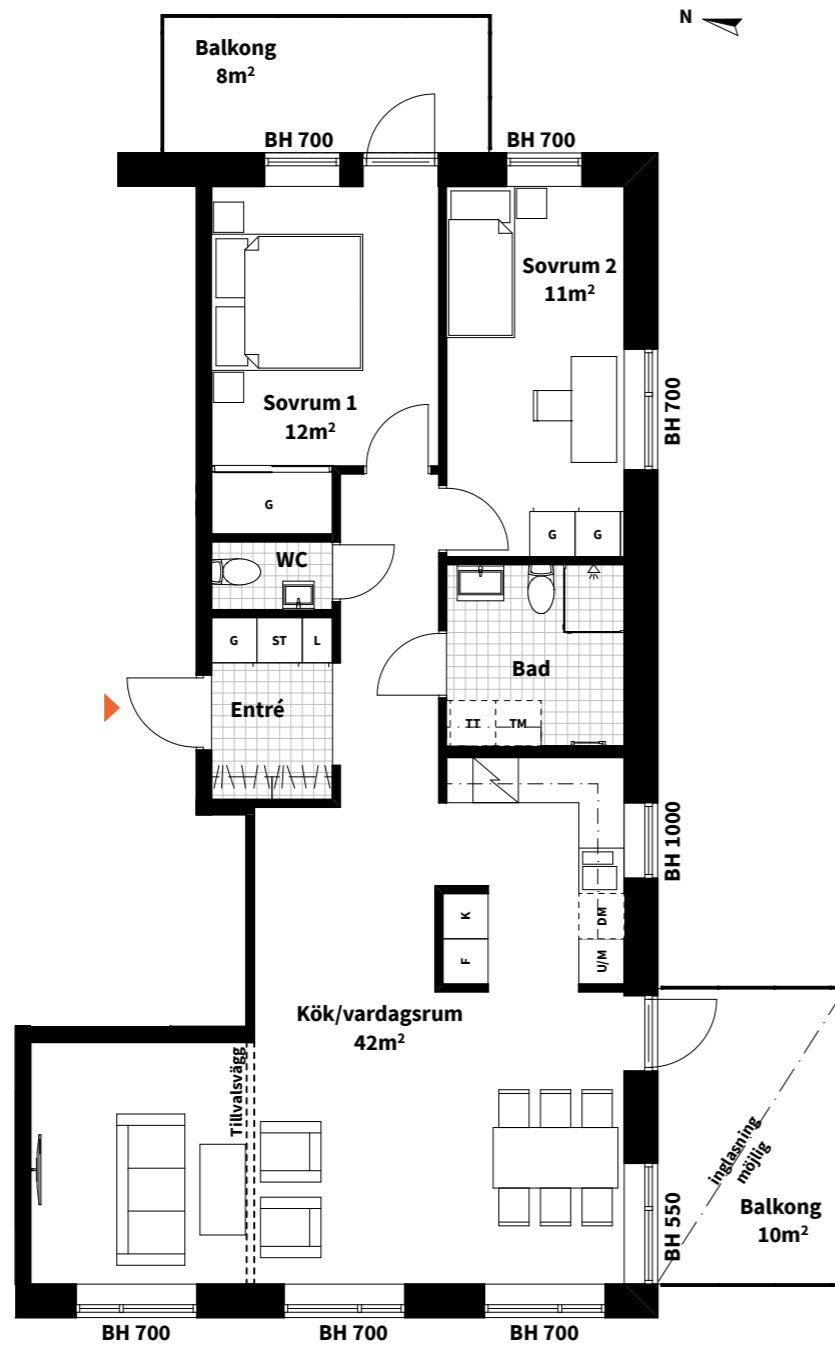 N
Balkong
8m²
BH 700
BH 700
Sovrum 2
11m²
Sovrum 1
12m²
BH 700
G
G
G
WC
G
ST
L
Bad
Entré
TT
TM
BH 1000
K
DM
F
U/M
Kök/vardagsrum
42m²
Tillvalsvägg
inglasning
möjlig
Balkong
10m²
BH 550
BH 700
BH 700
BH 700